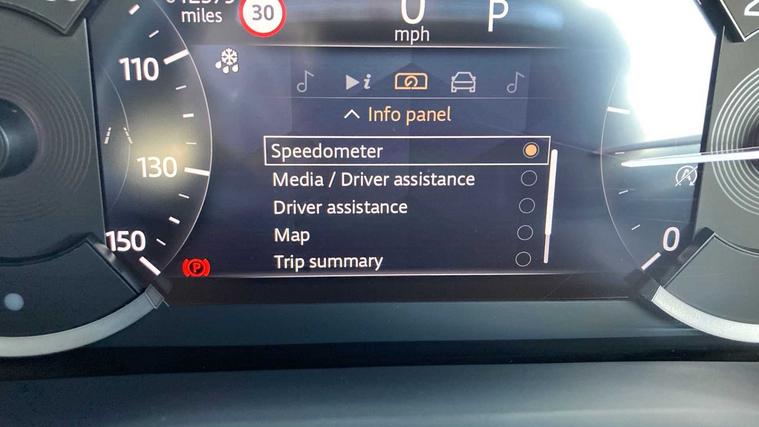 miles
30
0
mph
P
110
Info panel
Speedometer
Media / Driver assistance
130
Driver assistance
Map
150
0
Trip summary
P